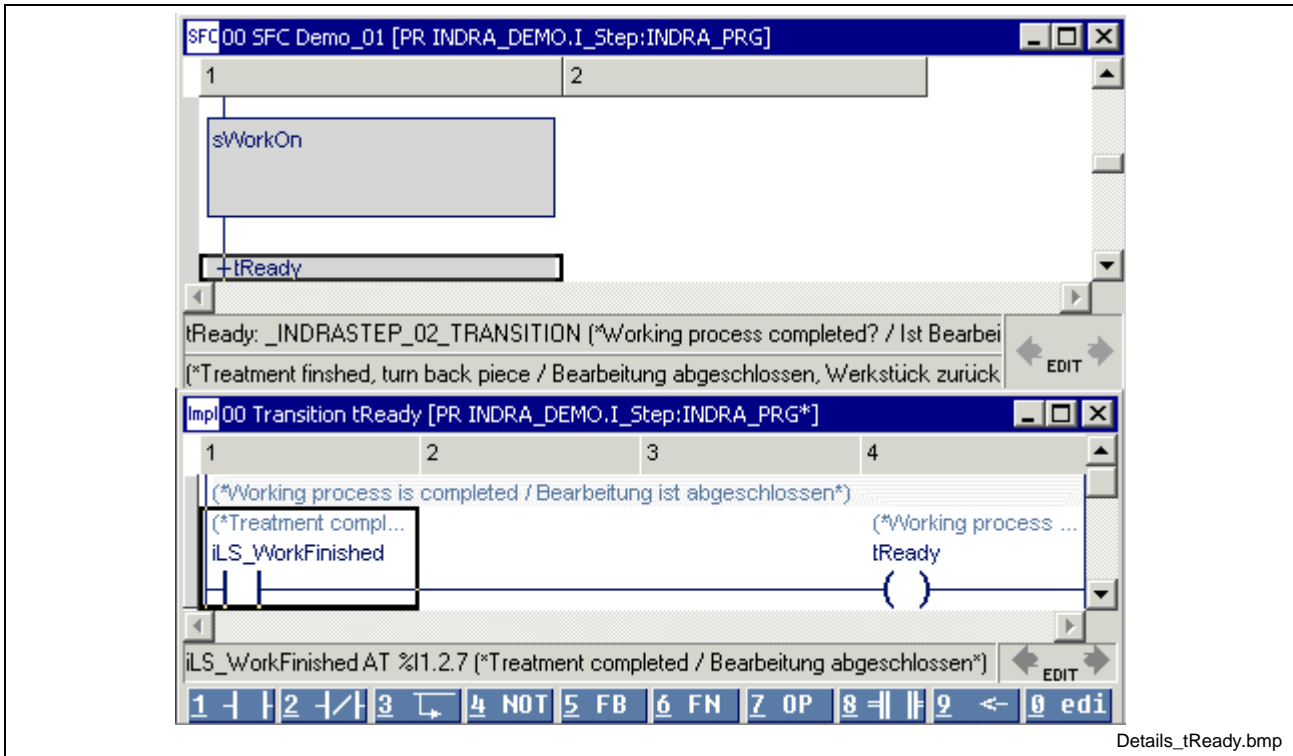 SFC 00 SFC Demo_01 [PR INDRA_DEMO.I_Step:INDRA_PRG]
1 2
sWorkOn
tReady
tReady: _INDRASTEP_02_TRANSITION (*Working process completed? / Ist Bearbei
EDIT
(*Treatment finshed, turn back piece / Bearbeitung abgeschlossen, Werkstück zurück
Impl 00 Transition tReady [PR INDRA_DEMO.I_Step:INDRA_PRG*]
1 2 3 4
(*Working process is completed / Bearbeitung ist abgeschlossen*)
(*Treatment compl... (*Working process ...
iLS_WorkFinished tReady
iLS_WorkFinished AT %I1.2.7 (*Treatment completed / Bearbeitung abgeschlossen*)
EDIT
1 2 3 4 NOT 5 FB 6 FN 7 OP 8 9 <- 0 edi
Details_tReady.bmp